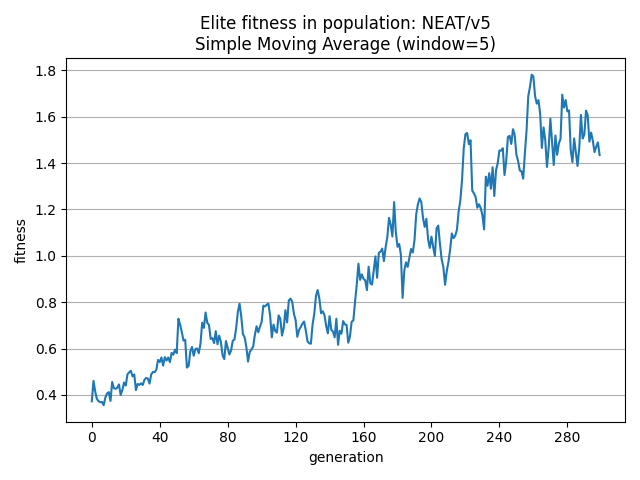 Elite fitness in population: NEAT/v5
Simple Moving Average (window=5)
fitness
1.8
1.6
1.4
1.2
1.0
0.8
0.6
0.4
0 40 80 120 160 200 240 280
generation